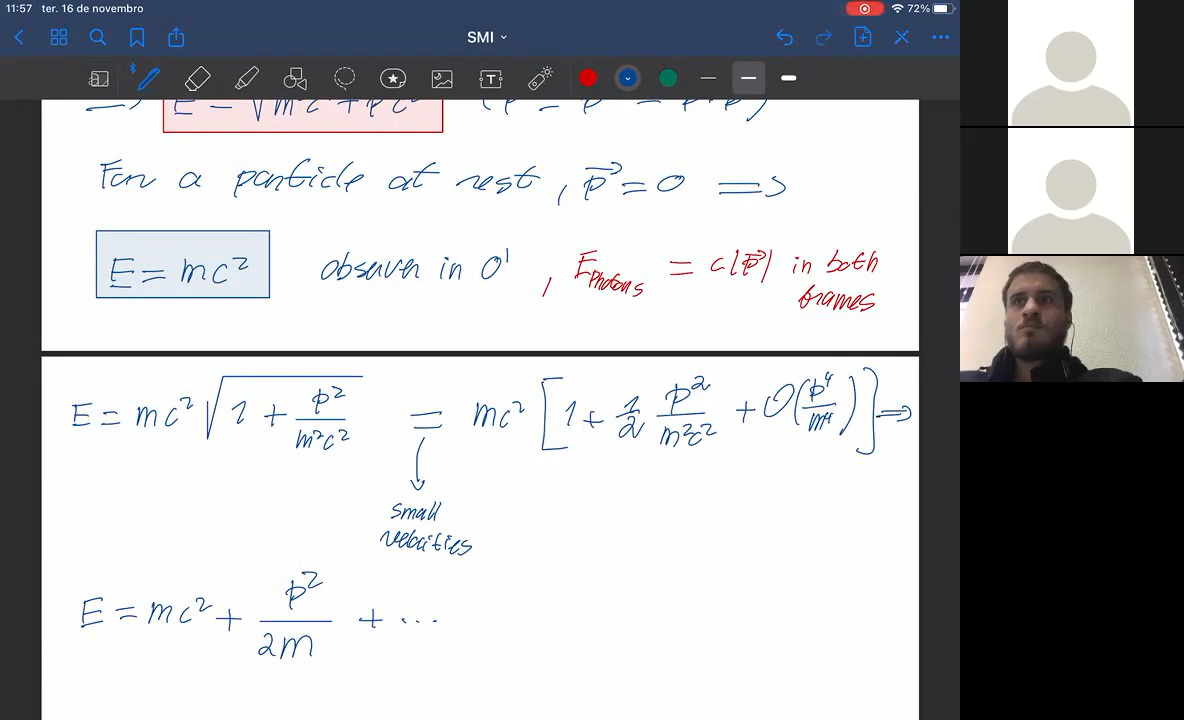 11:57 ter. 16 de novembro 72%
SMI
For a particle at rest, p⃗ = 0 ⟹
E = mc² observer in O' , E_Photons = c|p⃗| in both frames
E = mc² √(1 + p²/(m²c²)) = mc² [1 + 1/2 p²/(m²c²) + O(p⁴/m⁴)] ⟹
small
velocities
E = mc² + p²/2m + ...